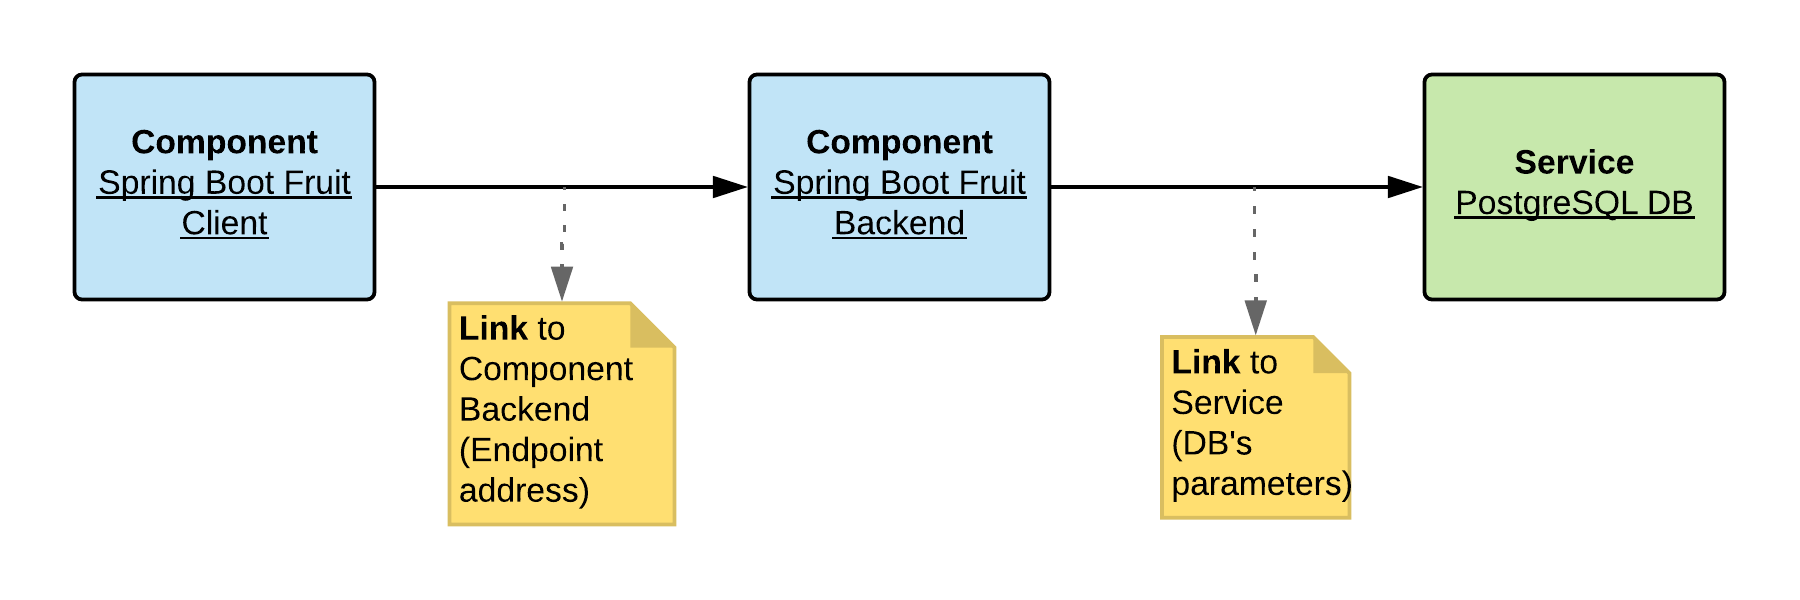 Component
Spring Boot Fruit
Client
Component
Spring Boot Fruit
Backend
Service
PostgreSQL DB
Link to
Component
Backend
(Endpoint
address)
Link to
Service
(DB's
parameters)